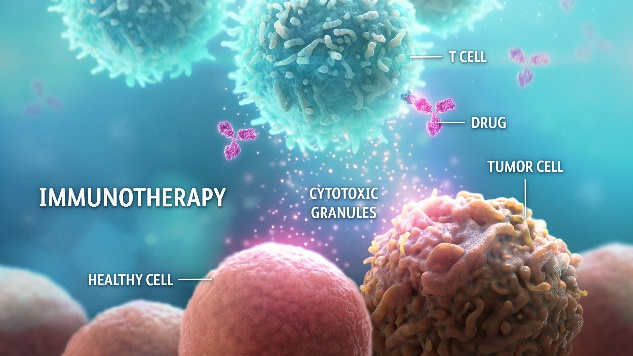 T CELL
DRUG
TUMOR CELL
IMMUNOTHERAPY
CYTOTOXIC
GRANULES
HEALTHY CELL